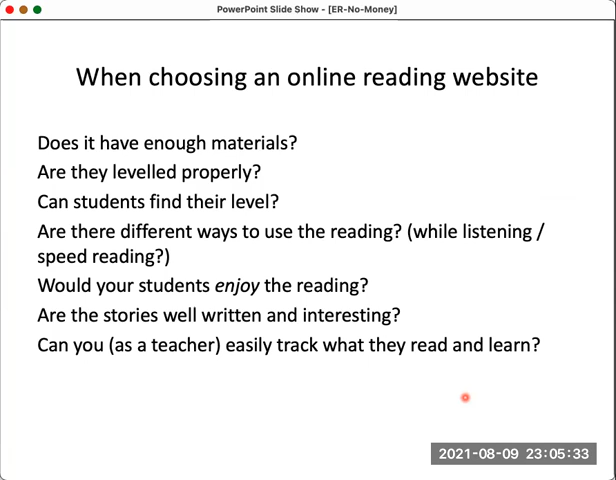 PowerPoint Slide Show - [ER-No-Money]
When choosing an online reading website
Does it have enough materials?
Are they levelled properly?
Can students find their level?
Are there different ways to use the reading? (while listening /
speed reading?)
Would your students enjoy the reading?
Are the stories well written and interesting?
Can you (as a teacher) easily track what they read and learn?
2021-08-09 23:05:33